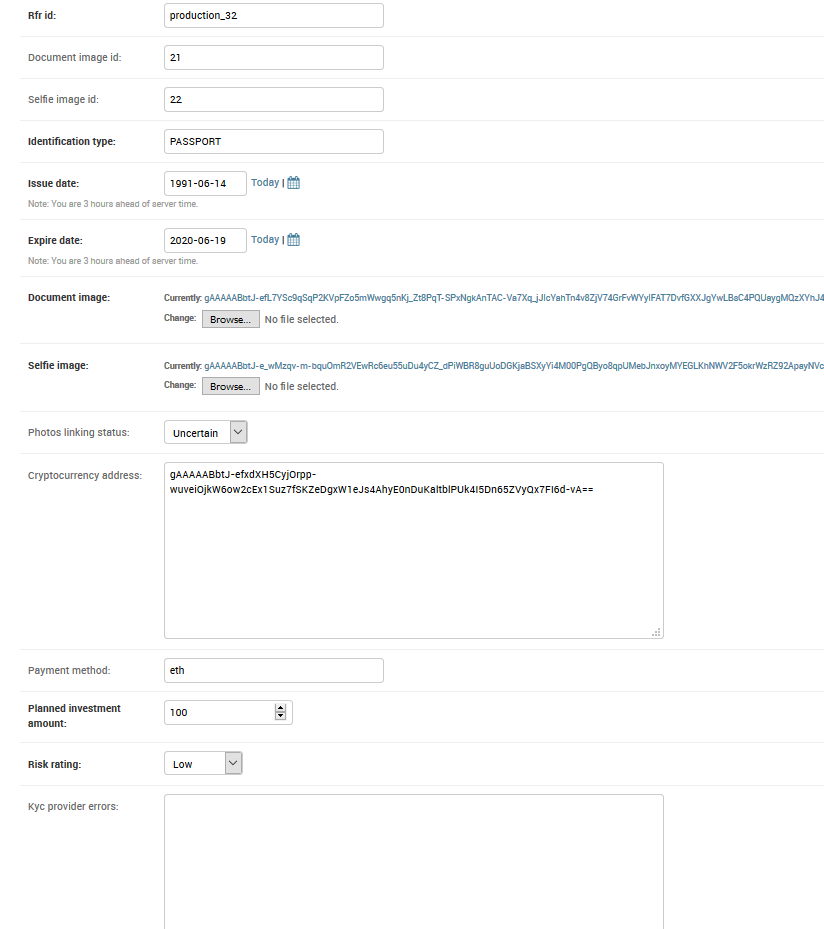 Rfr id: production_32
Document image id: 21
Selfie image id: 22
Identification type: PASSPORT
Issue date: 1991-06-14 Today |
Note: You are 3 hours ahead of server time.
Expire date: 2020-06-19 Today |
Note: You are 3 hours ahead of server time.
Document image: Currently: gAAAAABbtJ-efL7YSc9qSqP2KVpFZo5mWwgq5nKj_Zt8PqT-SPxNgkAnTAC-Va7Xq_jJIcYahTn4v8ZjV74GrFvWYyIFAT7DvfGXXJgYwLBsC4PQUaygMQzXYhJ4
Change: Browse... No file selected.
Selfie image: Currently: gAAAAABbtJ-e_wMzqv-m-bquOmR2VEwRc6eu55uDu4yCZ_dPiWBR8guUoDGKjaBSXyYi4M00PgQByo8qpUMebJnxoyMYEGLKhNWV2F5okrWzRZ92ApayNVc
Change: Browse... No file selected.
Photos linking status: Uncertain
Cryptocurrency address: gAAAAABbtJ-efxdXH5CyjOrpp-
wuveiOjkW6ow2cEx1Suz7fSKZeDgxW1eJs4AhyE0nDuKaltblPUk4I5Dn65ZVyQx7FI6d-vA==
Payment method: eth
Planned investment
amount: 100
Risk rating: Low
Kyc provider errors: